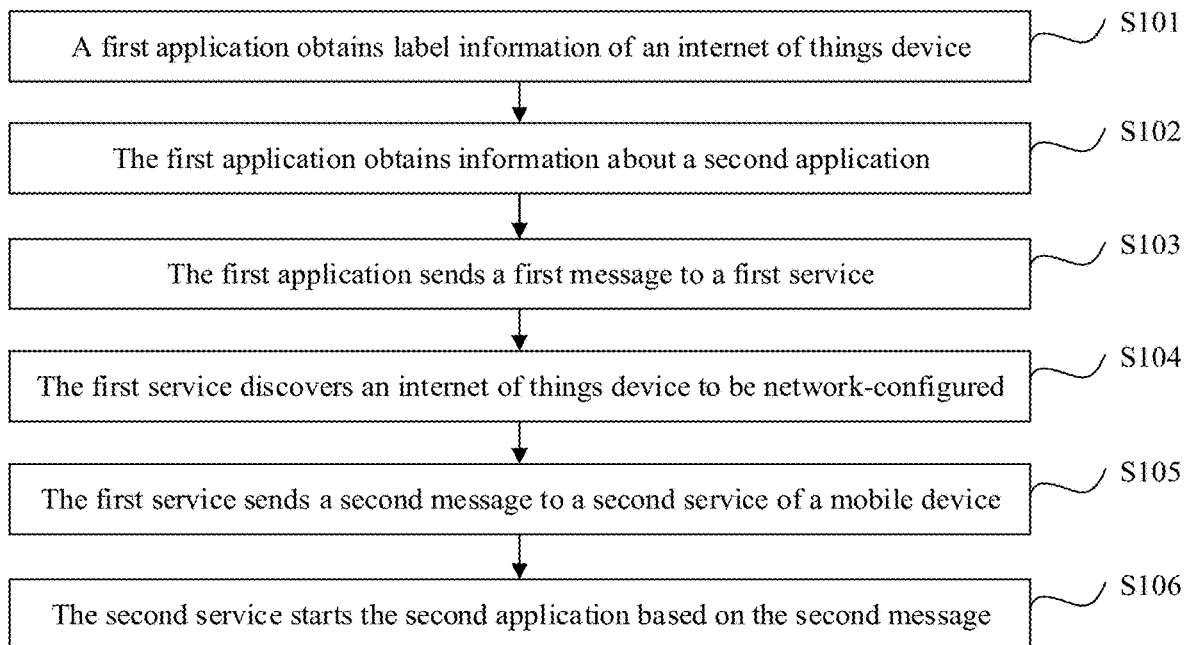 A first application obtains label information of an internet of things device
S101
The first application obtains information about a second application
S102
The first application sends a first message to a first service
S103
The first service discovers an internet of things device to be network-configured
S104
The first service sends a second message to a second service of a mobile device
S105
The second service starts the second application based on the second message
S106